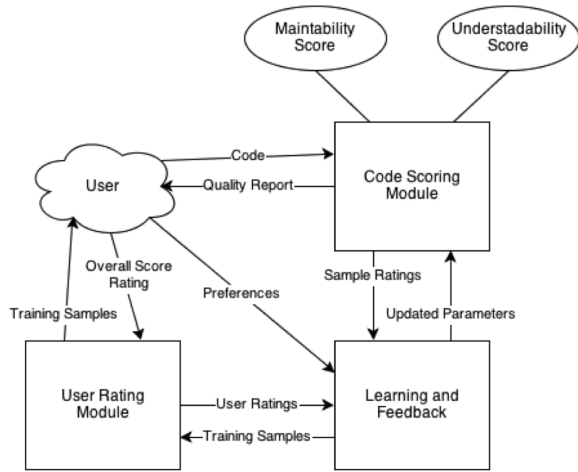 Maintability
Score
Understadability
Score
Code
User
Quality Report
Code Scoring
Module
Overall Score
Rating
Sample Ratings
Preferences
Training Samples
Updated Parameters
User Rating
Module
User Ratings
Learning and
Feedback
Training Samples